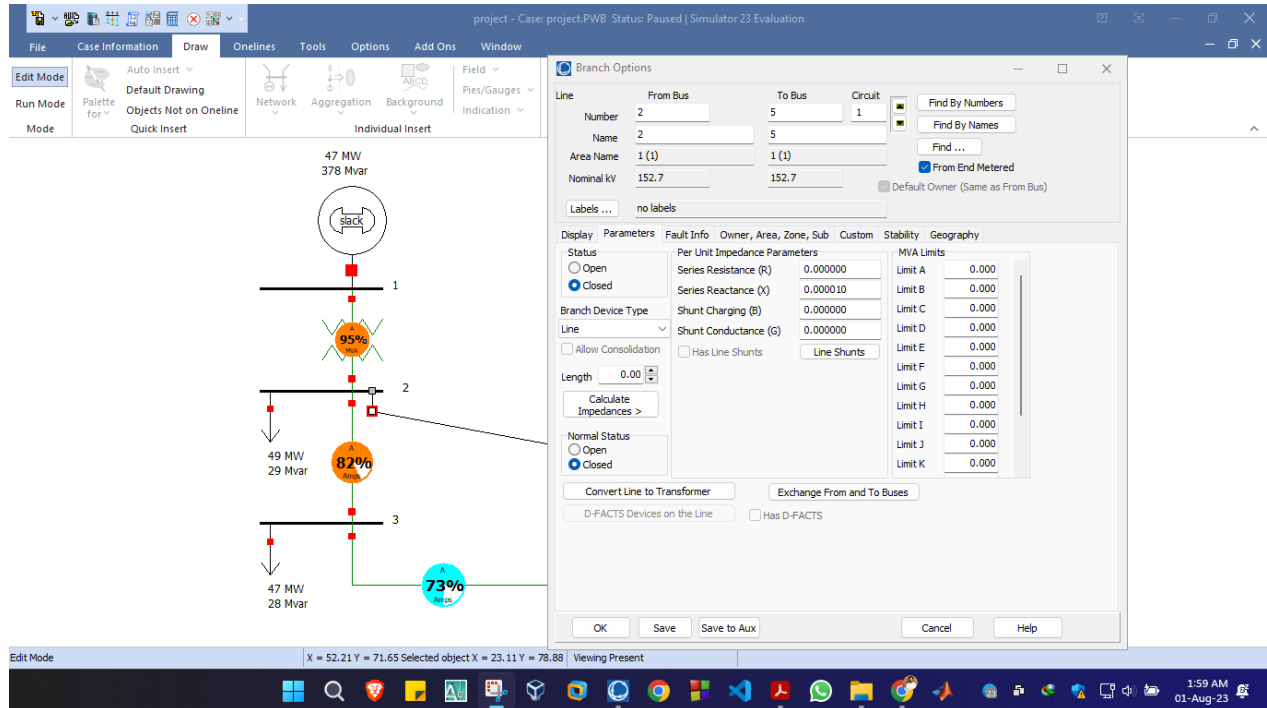 project - Case: project.PWB Status: Paused | Simulator 23 Evaluation
File Case Information Draw Onelines Tools Options Add Ons Window
Edit Mode
Run Mode
Mode
Palette for
Auto Insert
Default Drawing
Objects Not on Oneline
Quick Insert
Network
Aggregation
ABCD
Background
Field
Pies/Gauges
Indication
Individual Insert
47 MW
378 Mvar
slack
1
A
95%
MVA
2
49 MW
29 Mvar
A
82%
Amps
3
47 MW
28 Mvar
A
73%
Amps
Branch Options
Line From Bus To Bus Circuit
Number 2 5 1
Find By Numbers
Name 2 5
Find By Names
Find ...
Area Name 1 (1) 1 (1)
From End Metered
Nominal kV 152.7 152.7
Default Owner (Same as From Bus)
Labels ... no labels
Display Parameters Fault Info Owner, Area, Zone, Sub Custom Stability Geography
Status
Open
Closed
Branch Device Type
Line
Allow Consolidation
Length 0.00
Calculate
Impedances >
Normal Status
Open
Closed
Per Unit Impedance Parameters
Series Resistance (R) 0.000000
Series Reactance (X) 0.000010
Shunt Charging (B) 0.000000
Shunt Conductance (G) 0.000000
Has Line Shunts Line Shunts
MVA Limits
Limit A 0.000
Limit B 0.000
Limit C 0.000
Limit D 0.000
Limit E 0.000
Limit F 0.000
Limit G 0.000
Limit H 0.000
Limit I 0.000
Limit J 0.000
Limit K 0.000
Convert Line to Transformer Exchange From and To Buses
D-FACTS Devices on the Line Has D-FACTS
OK Save Save to Aux Cancel Help
Edit Mode X = 52.21 Y = 71.65 Selected object X = 23.11 Y = 78.88 Viewing Present
1:59 AM
01-Aug-23